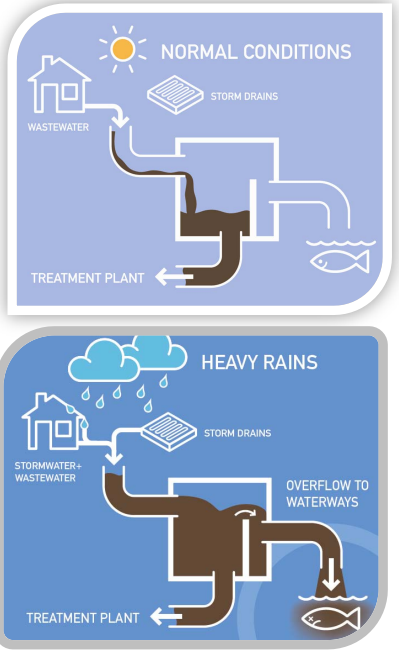 NORMAL CONDITIONS
STORM DRAINS
WASTEWATER
TREATMENT PLANT
HEAVY RAINS
STORM DRAINS
STORMWATER+
WASTEWATER
OVERFLOW TO
WATERWAYS
TREATMENT PLANT